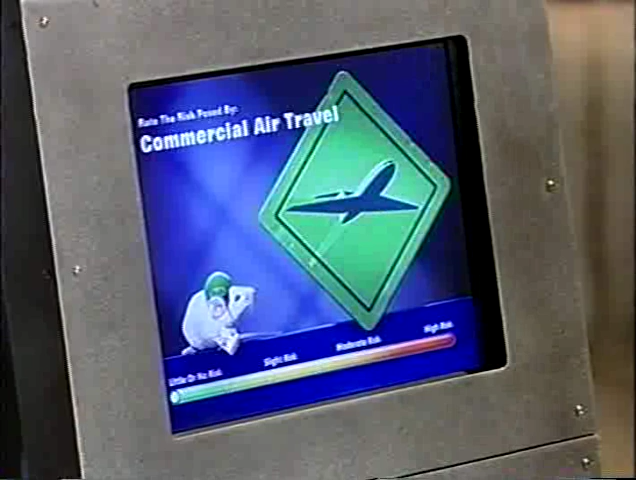 Rate The Risk Posed By:
Commercial Air Travel
Little Or No Risk
Slight Risk
Moderate Risk
High Risk